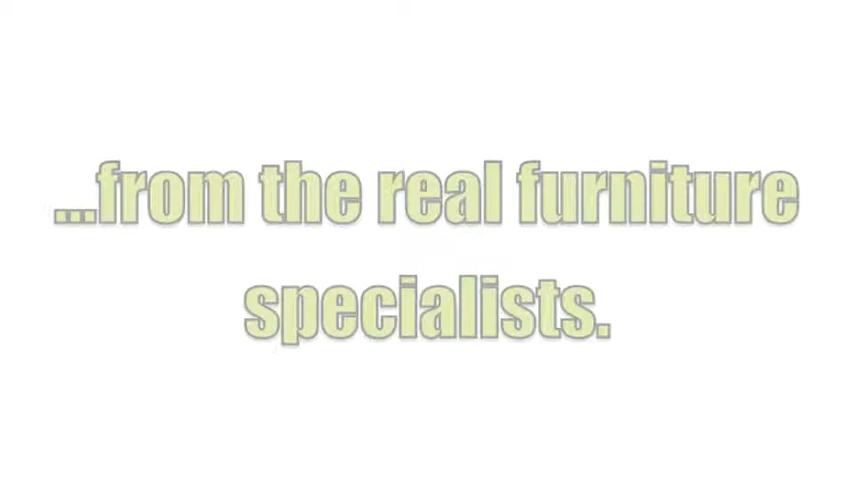 ...from the real furniture
specialists.